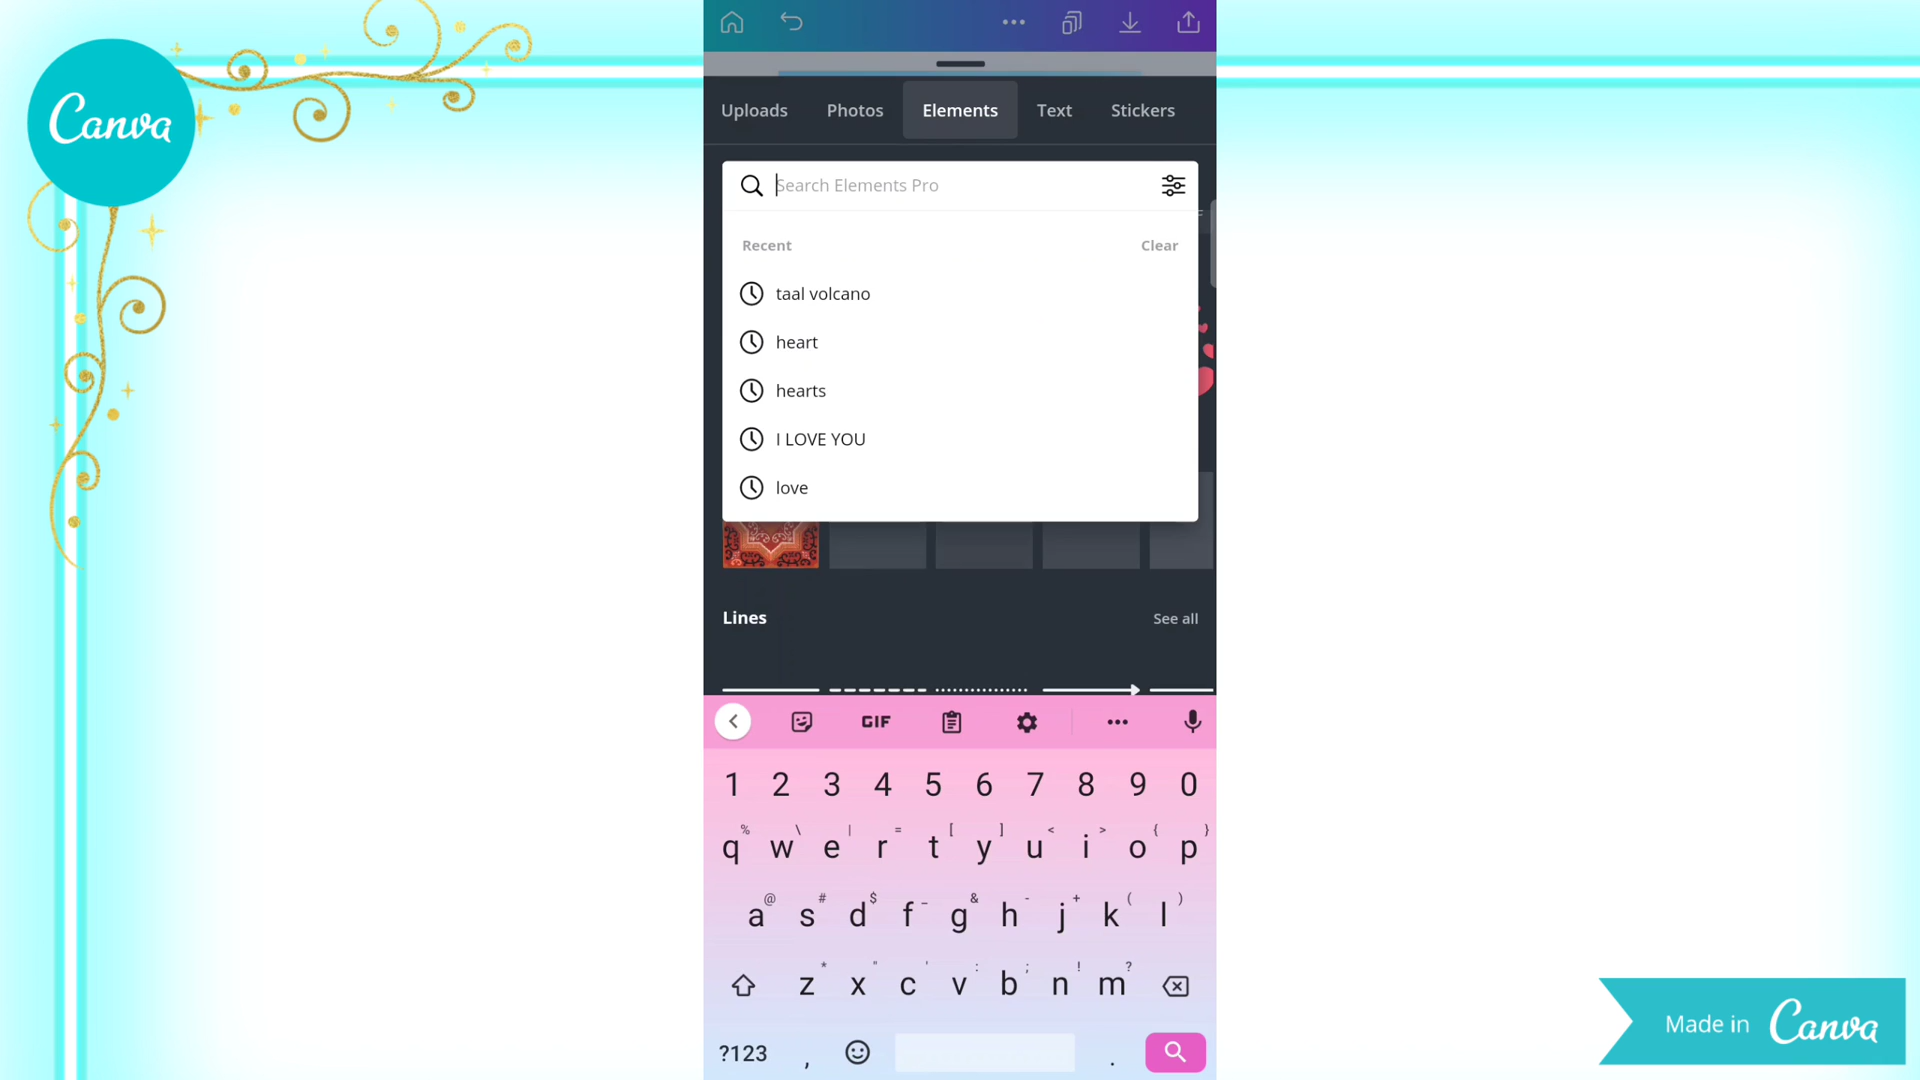 Canva
Uploads Photos Elements Text Stickers
Search Elements Pro
Recent Clear
taal volcano
heart
hearts
I LOVE YOU
love
Lines See all
GIF
1 2 3 4 5 6 7 8 9 0
% \ | = [ ] < > { }
q w e r t y u i o p
@ # $ _ & - + ( )
a s d f g h j k l
* " ' : ; ! ?
z x c v b n m
?123 , .
Made in Canva